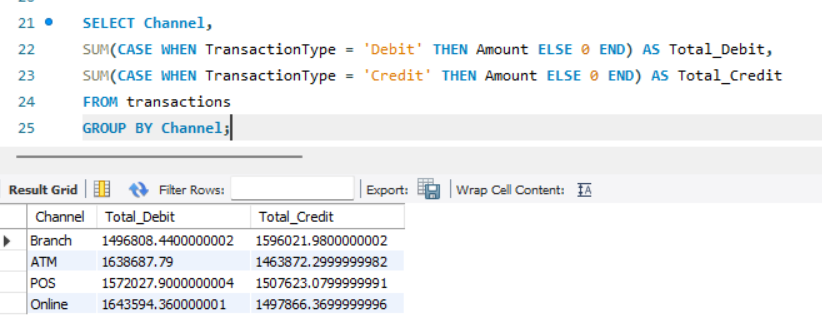 21 SELECT Channel,
22 SUM(CASE WHEN TransactionType = 'Debit' THEN Amount ELSE 0 END) AS Total_Debit,
23 SUM(CASE WHEN TransactionType = 'Credit' THEN Amount ELSE 0 END) AS Total_Credit
24 FROM transactions
25 GROUP BY Channel;
Result Grid Filter Rows: Export: Wrap Cell Content:
Channel Total_Debit Total_Credit
Branch 1496808.4400000002 1596021.9800000002
ATM 1638687.79 1463872.2999999982
POS 1572027.9000000004 1507623.0799999991
Online 1643594.360000001 1497866.3699999996